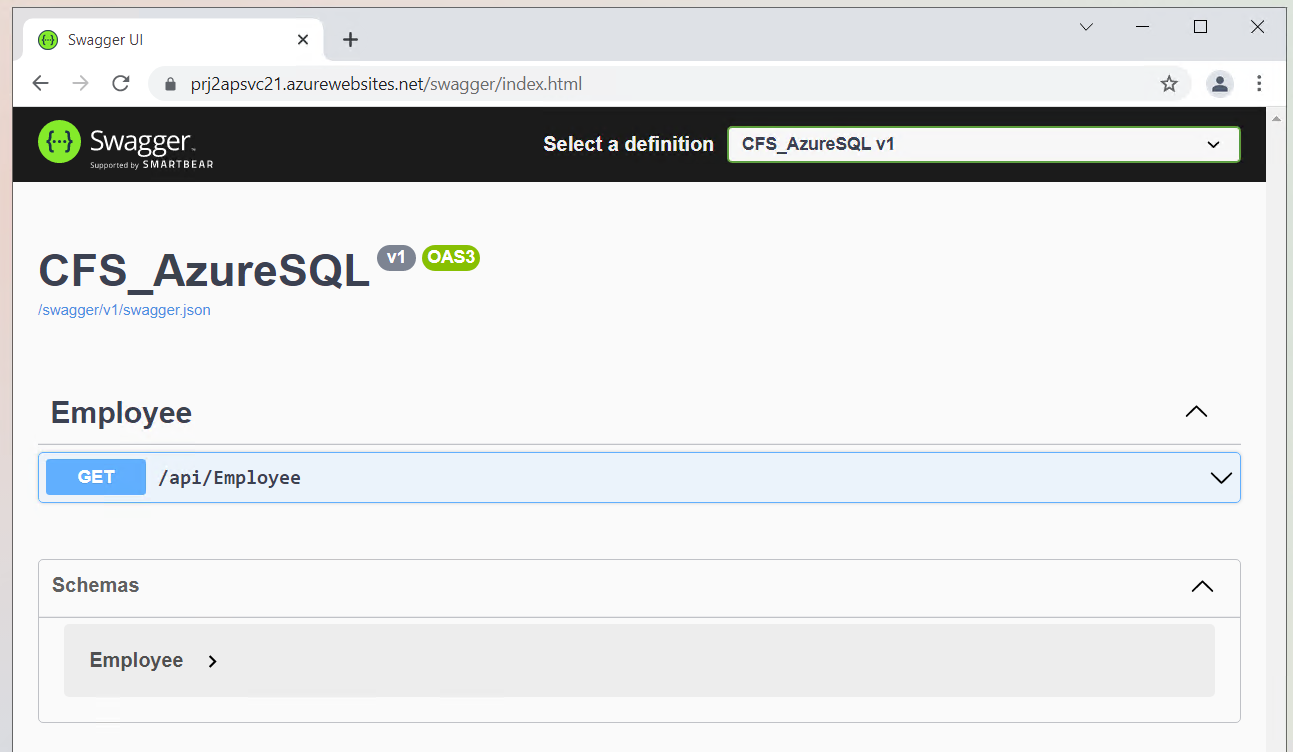 Swagger UI
prj2apsvc21.azurewebsites.net/swagger/index.html
Swagger™
Supported by SMARTBEAR
Select a definition
CFS_AzureSQL v1
CFS_AzureSQL v1 OAS3
/swagger/v1/swagger.json
Employee
GET /api/Employee
Schemas
Employee